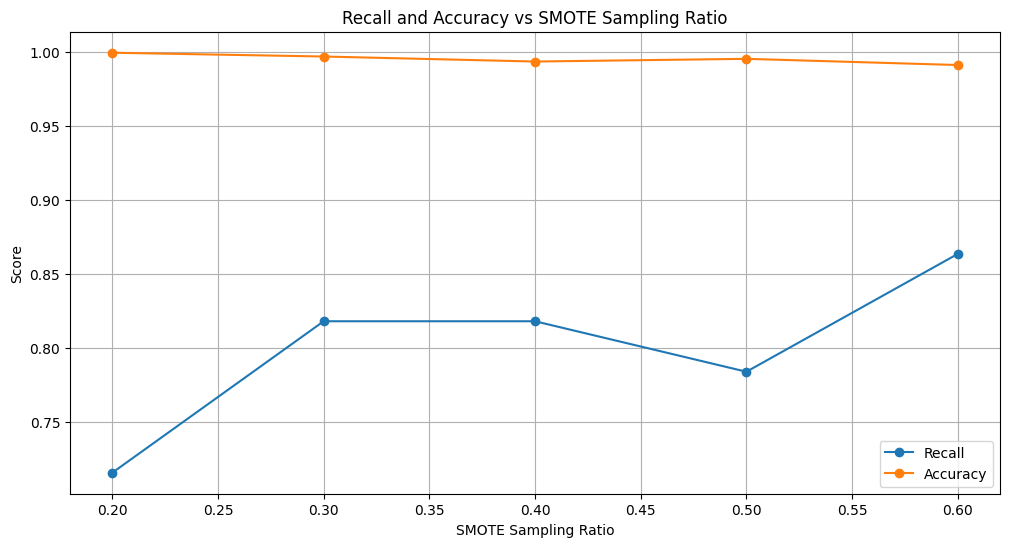 Recall and Accuracy vs SMOTE Sampling Ratio
1.00
0.95
0.90
0.85
0.80
0.75
Score
Recall
Accuracy
0.20 0.25 0.30 0.35 0.40 0.45 0.50 0.55 0.60
SMOTE Sampling Ratio